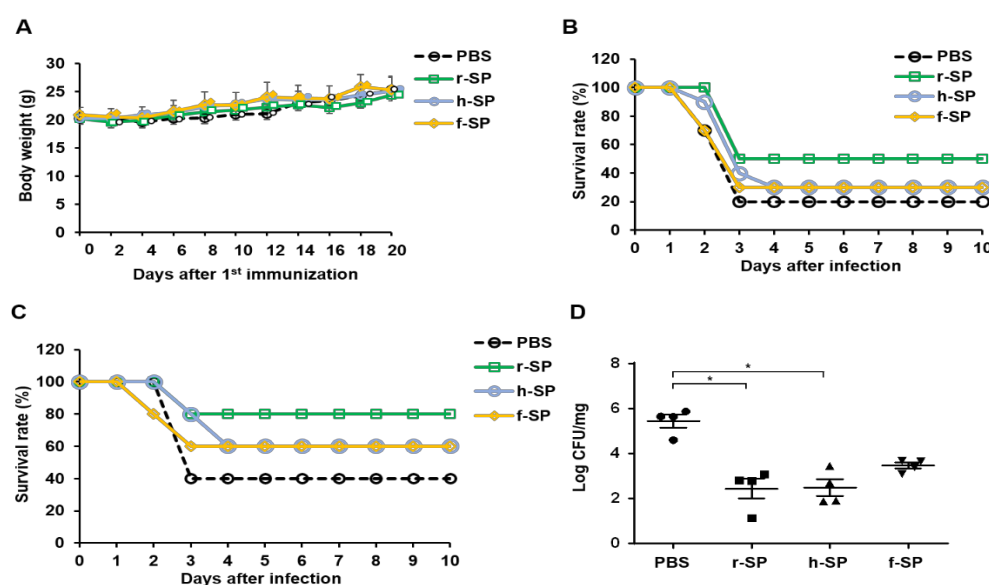 A
PBS
r-SP
h-SP
f-SP
Body weight (g)
30
25
20
15
10
5
0
0 2 4 6 8 10 12 14 16 18 20
Days after 1st immunization
B
PBS
r-SP
h-SP
f-SP
Survival rate (%)
120
100
80
60
40
20
0
0 1 2 3 4 5 6 7 8 9 10
Days after infection
C
PBS
r-SP
h-SP
f-SP
Survival rate (%)
120
100
80
60
40
20
0
0 1 2 3 4 5 6 7 8 9 10
Days after infection
D
Log CFU/mg
8
6
4
2
0
*
*
PBS r-SP h-SP f-SP